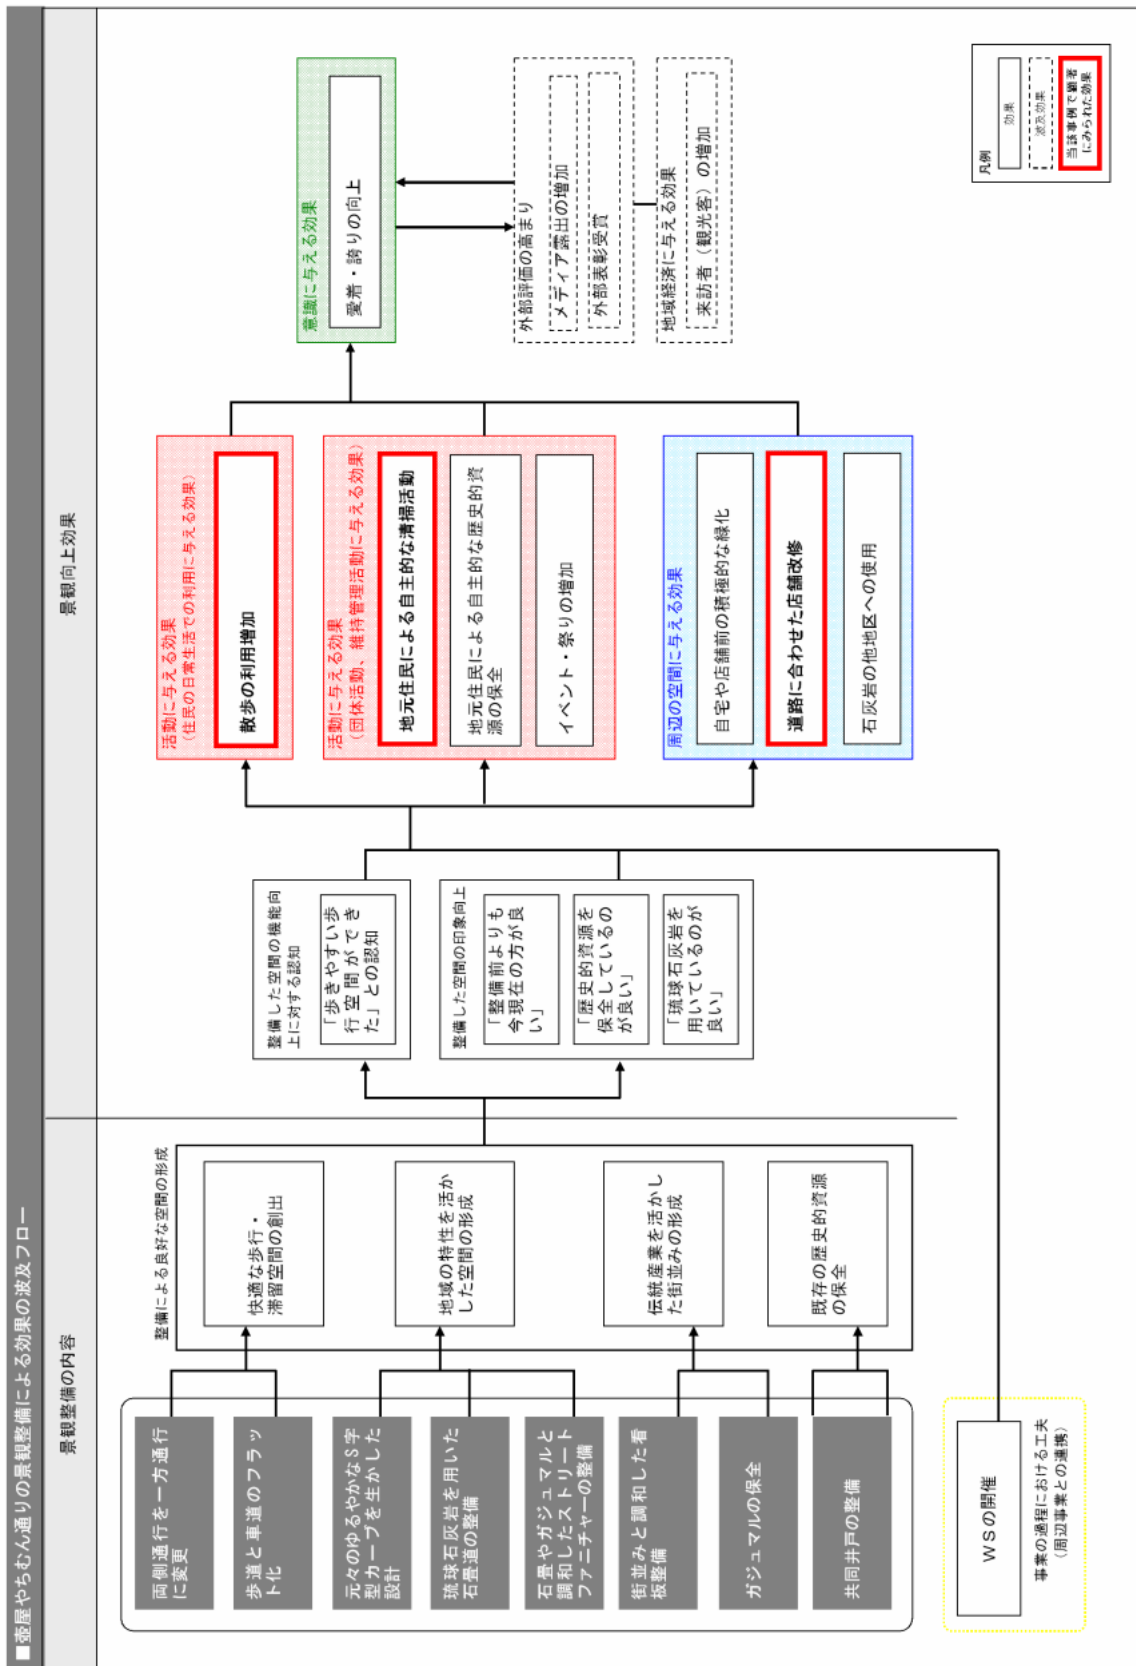 ■壺屋やちむん通りの景観整備による効果の波及フロー
景観整備の内容
景観向上効果
両側通行を一方通行
に変更
歩道と車道のフラッ
ト化
元々のゆるやかなS字
型カーブを生かした
設計
琉球石灰岩を用いた
石畳道の整備
石畳やガジュマルと
調和したストリート
ファニチャーの整備
街並みと調和した看
板整備
ガジュマルの保全
共同井戸の整備
WSの開催
事業の過程における工夫
(周辺事業との連携)
整備による良好な空間の形成
快適な歩行・
滞留空間の創出
地域の特性を活か
した空間の形成
伝統産業を活かし
た街並みの形成
既存の歴史的資源
の保全
整備した空間の機能向
上に対する認知
「歩きやすい歩
行空間ができ
た」との認知
整備した空間の印象向上
「整備前よりも
今現在の方が良
い」
「歴史的資源を
保全しているの
が良い」
「琉球石灰岩を
用いているのが
良い」
活動に与える効果
(住民の日常生活での利用に与える効果)
散歩の利用増加
活動に与える効果
(団体活動、維持管理活動に与える効果)
地元住民による自主的な清掃活動
地元住民による自主的な歴史的資
源の保全
イベント・祭りの増加
周辺の空間に与える効果
自宅や店舗前の積極的な緑化
道路に合わせた店舗改修
石灰岩の他地区への使用
意識に与える効果
愛着・誇りの向上
外部評価の高まり
メディア露出の増加
外部表彰受賞
地域経済に与える効果
来訪者(観光客)の増加
凡例
効果
波及効果
当該事例で顕著
にみられた効果